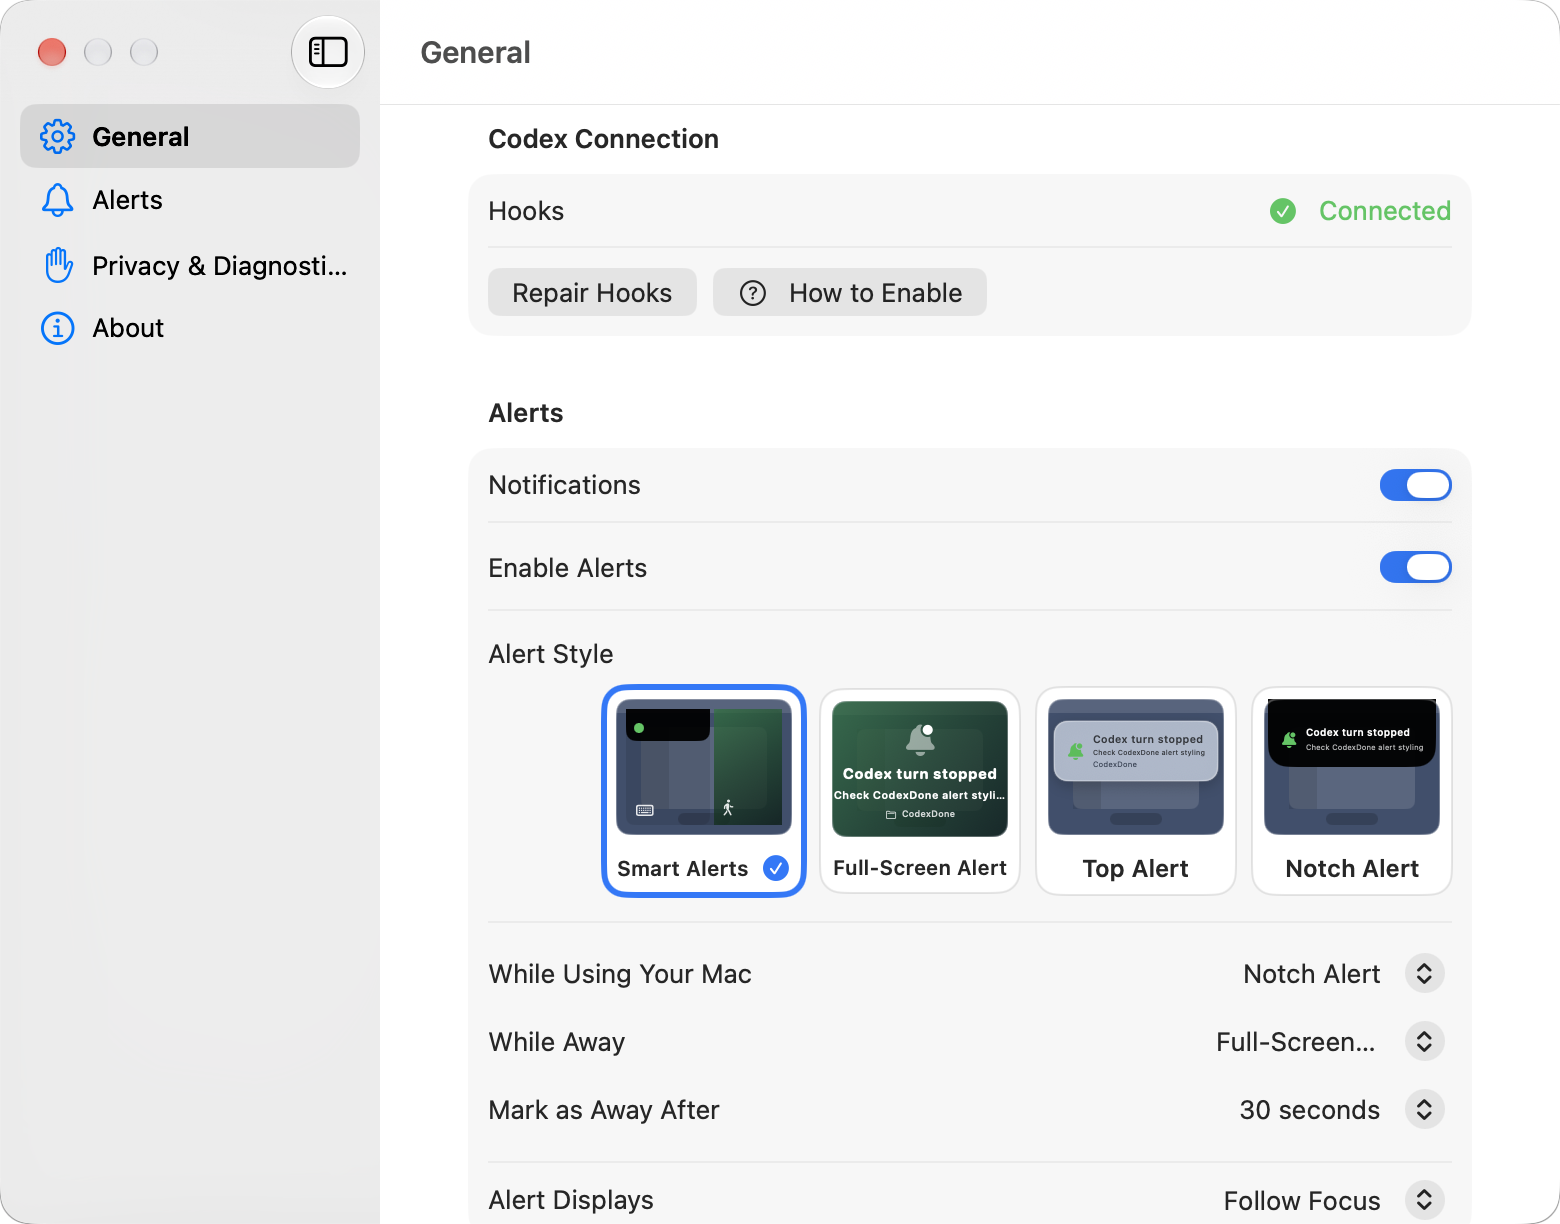 General
General
Alerts
Privacy & Diagnosti...
About
Codex Connection
Hooks
Connected
Repair Hooks
How to Enable
Alerts
Notifications
Enable Alerts
Alert Style
Smart Alerts
Codex turn stopped
Check CodexDone alert styli...
CodexDone
Full-Screen Alert
Codex turn stopped
Check CodexDone alert styling
CodexDone
Top Alert
Codex turn stopped
Check CodexDone alert styling
Notch Alert
While Using Your Mac
Notch Alert
While Away
Full-Screen...
Mark as Away After
30 seconds
Alert Displays
Follow Focus